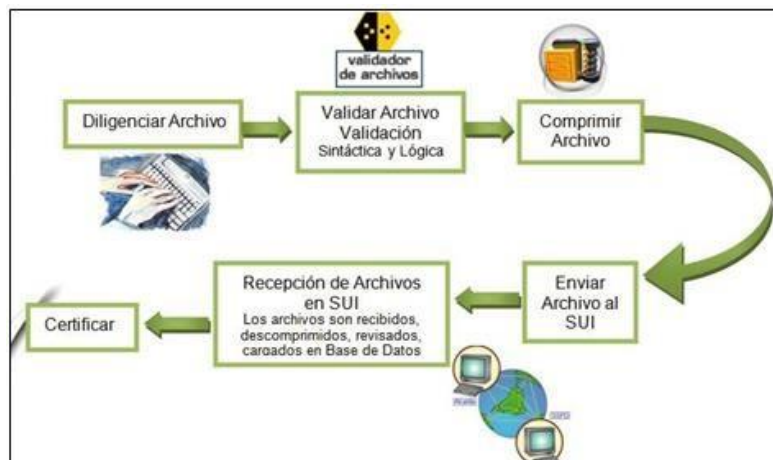 validador
de archivos
Diligenciar Archivo
Validar Archivo
Validación
Sintáctica y Lógica
Comprimir
Archivo
Enviar
Archivo al
SUI
Recepción de Archivos
en SUI
Los archivos son recibidos,
descomprimidos, revisados,
cargados en Base de Datos
Certificar